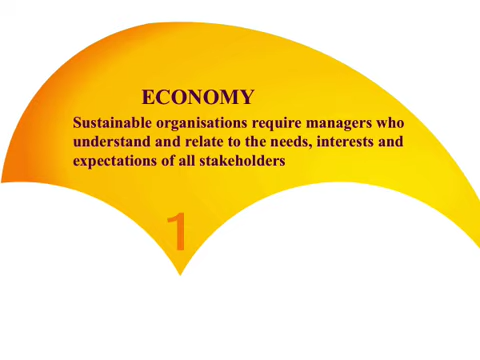 ECONOMY
Sustainable organisations require managers who
understand and relate to the needs, interests and
expectations of all stakeholders
1